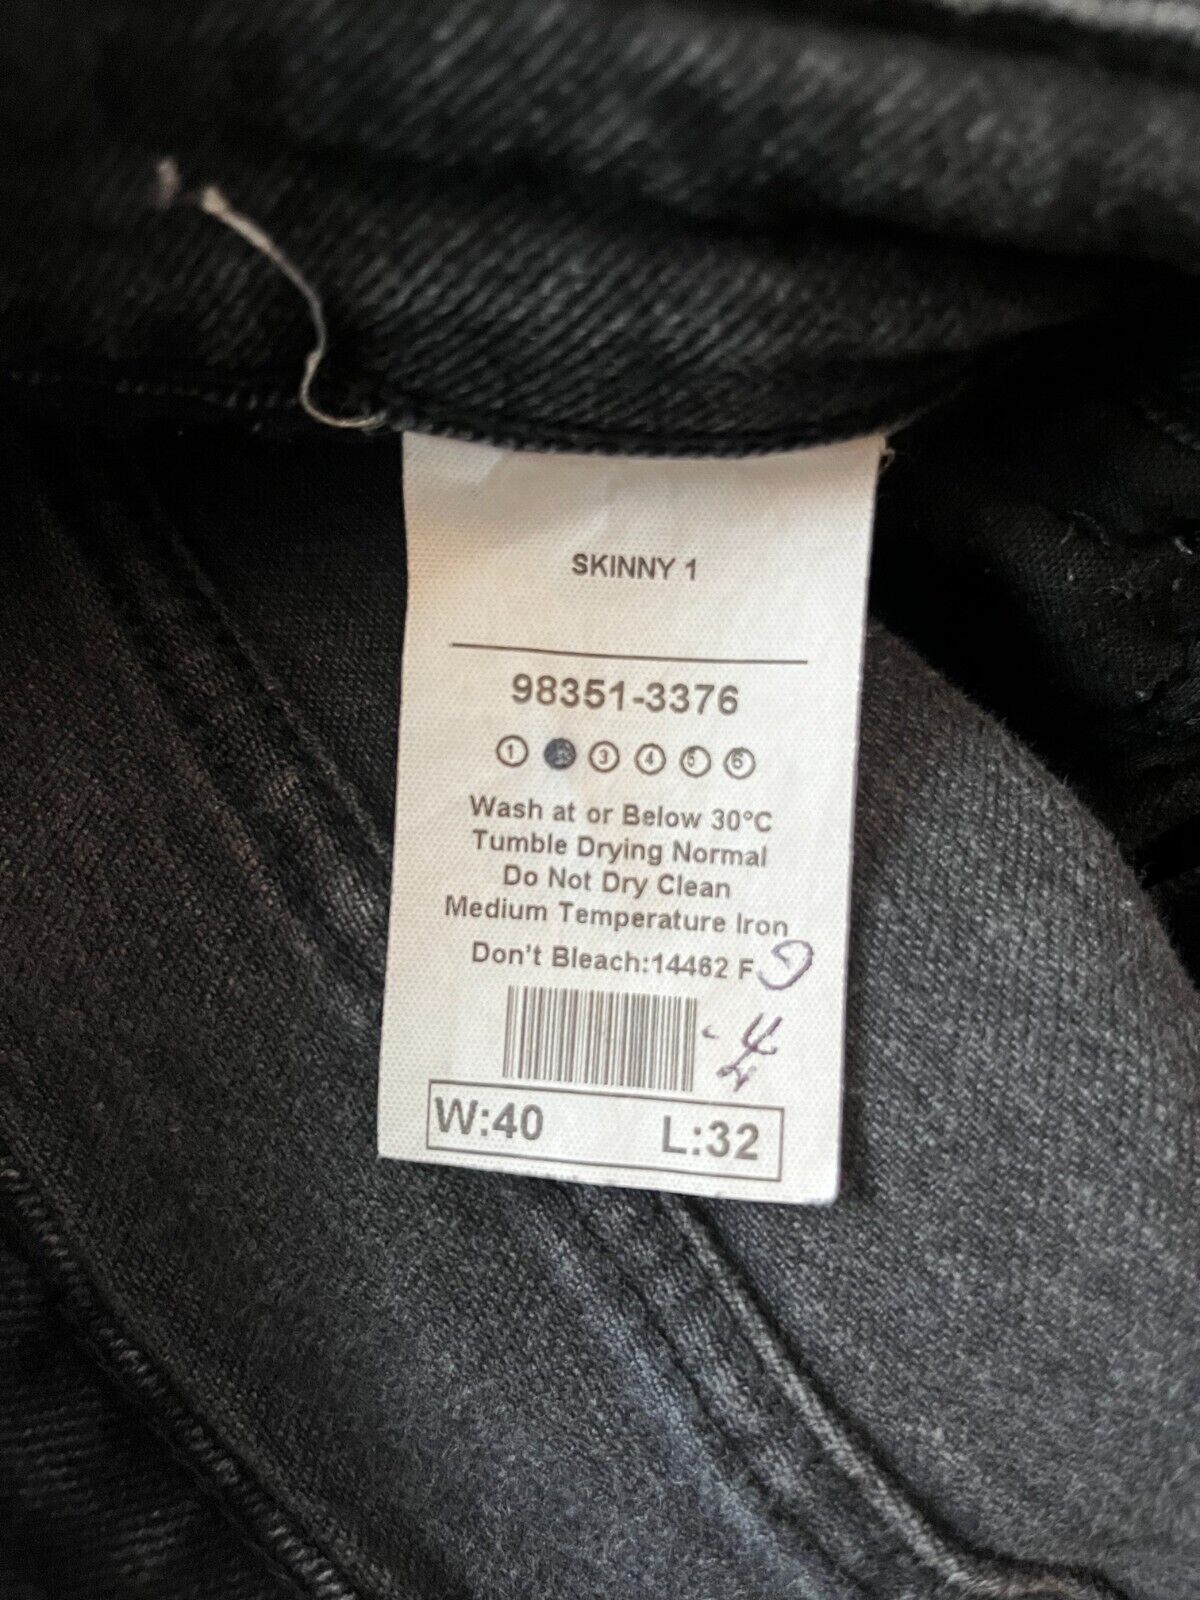 SKINNY 1
98351-3376
1 3 4 5 6
Wash at or Below 30°C
Tumble Drying Normal
Do Not Dry Clean
Medium Temperature Iron
Don't Bleach:14462 F
W:40 L:32